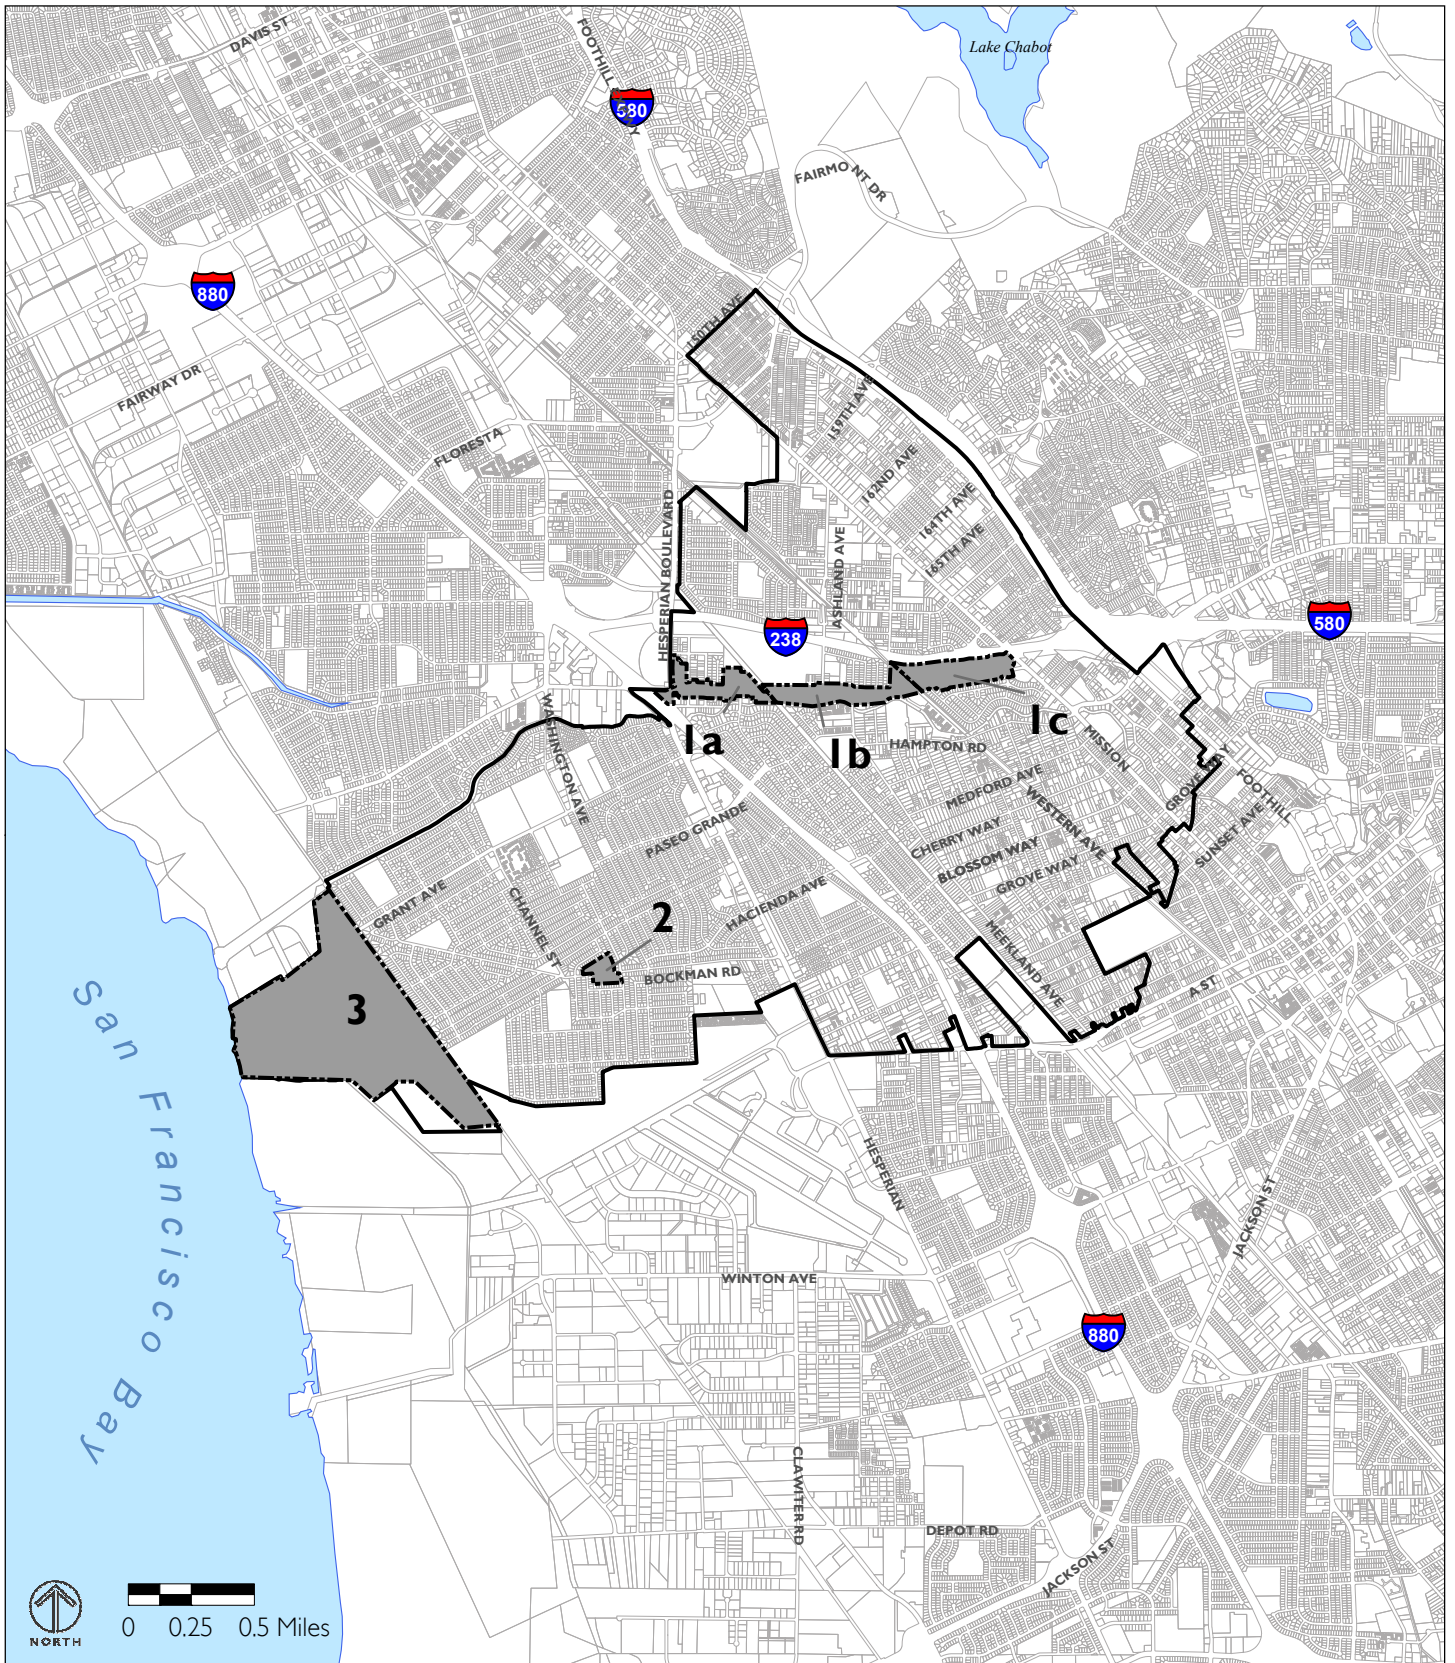 DAVIS ST
FOOTHILL
580
Lake Chabot
FAIRMONT DR
880
150TH AVE
FAIRWAY DR
159TH AVE
FLORESTA
162ND AVE
164TH AVE
165TH AVE
HESPERIAN BOULEVARD
ASHLAND AVE
238
580
WASHINGTON AVE
1a
1b
1c
HAMPTON RD
MISSION
MEDFORD AVE
WESTERN AVE
GROVE WAY
FOOTHILL
SUNSET AVE
PASEO GRANDE
CHERRY WAY
BLOSSOM WAY
GROVE WAY
GRANT AVE
CHANNEL ST
HACIENDA AVE
2
BOCKMAN RD
MEEKLAND AVE
A ST
3
San Francisco Bay
HESPERIAN
JACKSON ST
WINTON AVE
880
CLAWITER RD
DEPOT RD
JACKSON ST
NORTH
0 0.25 0.5 Miles